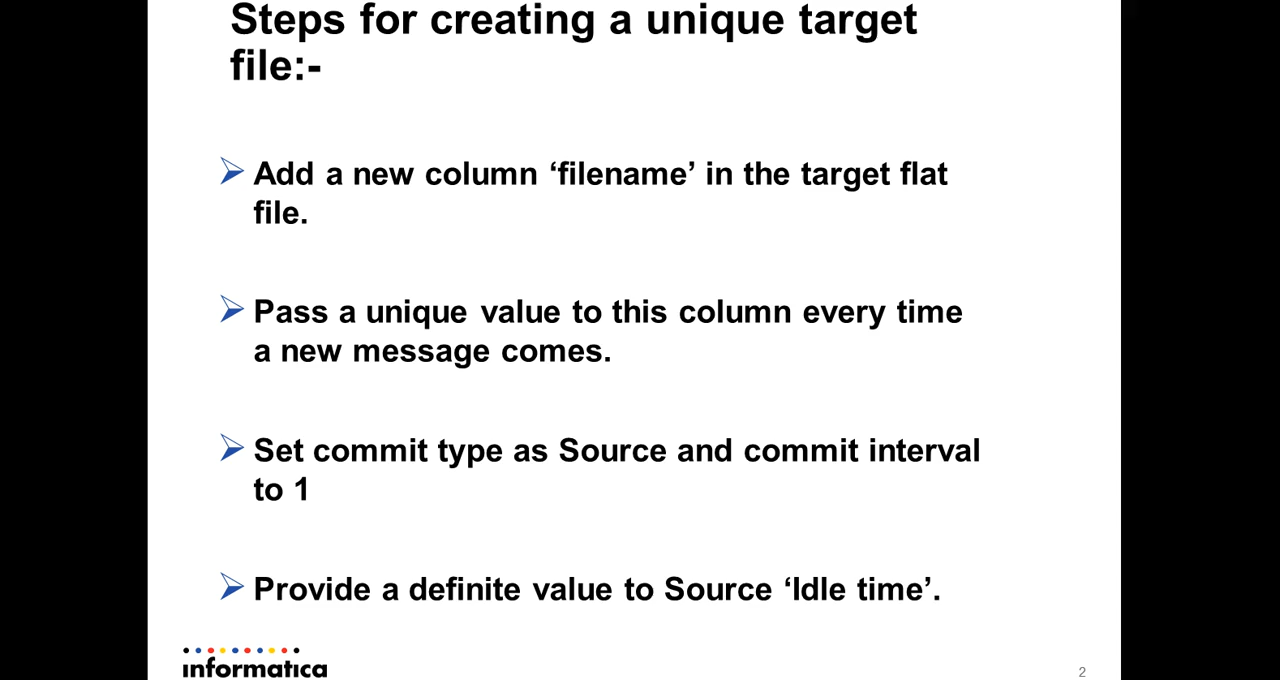 Steps for creating a unique target
file:-
Add a new column ‘filename’ in the target flat
file.
Pass a unique value to this column every time
a new message comes.
Set commit type as Source and commit interval
to 1
Provide a definite value to Source ‘Idle time’.
informatica
2